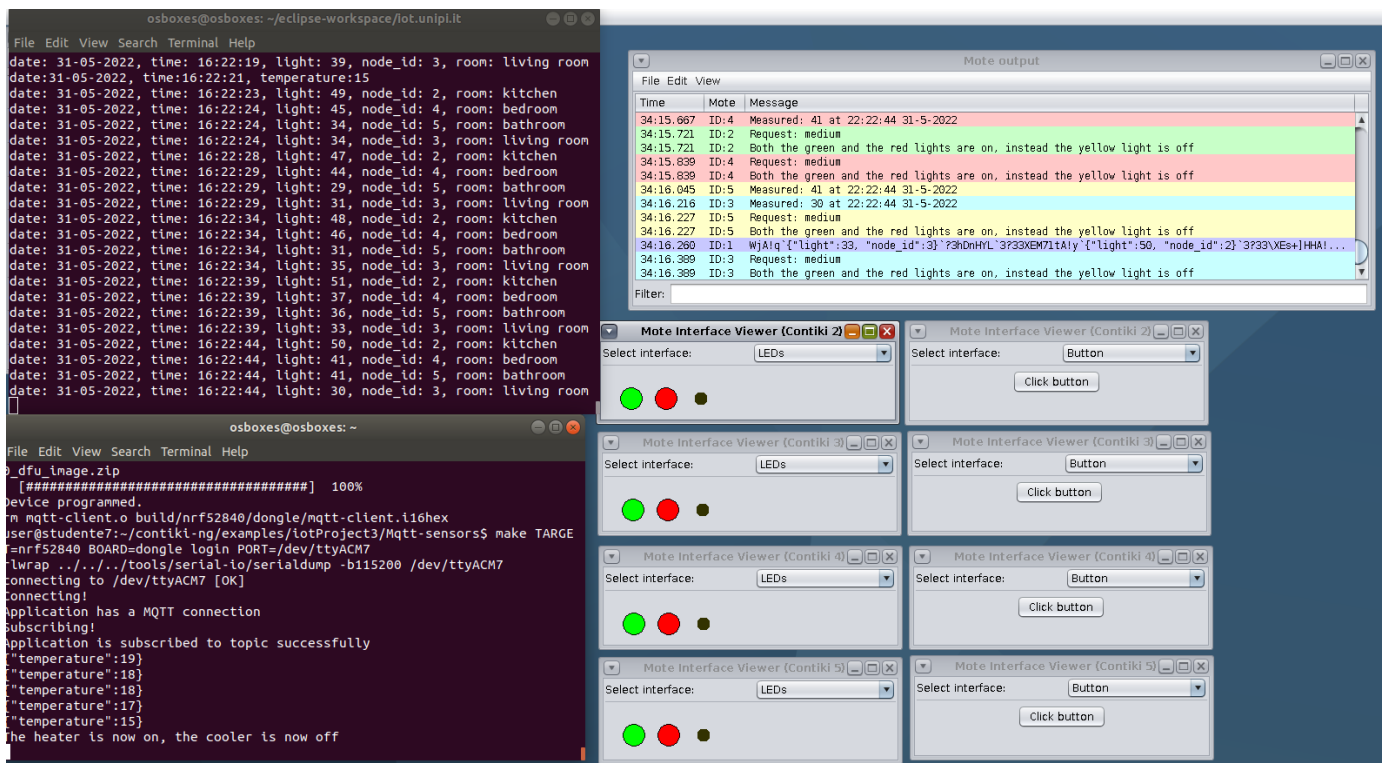 osboxes@osboxes: ~/eclipse-workspace/iot.unipi.it
File Edit View Search Terminal Help
date: 31-05-2022, time: 16:22:19, light: 39, node_id: 3, room: living room
date:31-05-2022, time:16:22:21, temperature:15
date: 31-05-2022, time: 16:22:23, light: 49, node_id: 2, room: kitchen
date: 31-05-2022, time: 16:22:24, light: 45, node_id: 4, room: bedroom
date: 31-05-2022, time: 16:22:24, light: 34, node_id: 5, room: bathroom
date: 31-05-2022, time: 16:22:24, light: 34, node_id: 3, room: living room
date: 31-05-2022, time: 16:22:28, light: 47, node_id: 2, room: kitchen
date: 31-05-2022, time: 16:22:29, light: 44, node_id: 4, room: bedroom
date: 31-05-2022, time: 16:22:29, light: 29, node_id: 5, room: bathroom
date: 31-05-2022, time: 16:22:29, light: 31, node_id: 3, room: living room
date: 31-05-2022, time: 16:22:34, light: 48, node_id: 2, room: kitchen
date: 31-05-2022, time: 16:22:34, light: 46, node_id: 4, room: bedroom
date: 31-05-2022, time: 16:22:34, light: 31, node_id: 5, room: bathroom
date: 31-05-2022, time: 16:22:34, light: 35, node_id: 3, room: living room
date: 31-05-2022, time: 16:22:39, light: 51, node_id: 2, room: kitchen
date: 31-05-2022, time: 16:22:39, light: 37, node_id: 4, room: bedroom
date: 31-05-2022, time: 16:22:39, light: 36, node_id: 5, room: bathroom
date: 31-05-2022, time: 16:22:39, light: 33, node_id: 3, room: living room
date: 31-05-2022, time: 16:22:44, light: 50, node_id: 2, room: kitchen
date: 31-05-2022, time: 16:22:44, light: 41, node_id: 4, room: bedroom
date: 31-05-2022, time: 16:22:44, light: 41, node_id: 5, room: bathroom
date: 31-05-2022, time: 16:22:44, light: 30, node_id: 3, room: living room
osboxes@osboxes: ~
File Edit View Search Terminal Help
0_dfu_image.zip
[####################################] 100%
Device programmed.
rm mqtt-client.o build/nrf52840/dongle/mqtt-client.i16hex
user@studente7:~/contiki-ng/examples/iotProject3/Mqtt-sensors$ make TARGE
T=nrf52840 BOARD=dongle login PORT=/dev/ttyACM7
rlwrap ../../../tools/serial-io/serialdump -b115200 /dev/ttyACM7
connecting to /dev/ttyACM7 [OK]
Connecting!
Application has a MQTT connection
Subscribing!
Application is subscribed to topic successfully
{"temperature":19}
{"temperature":18}
{"temperature":18}
{"temperature":17}
{"temperature":15}
The heater is now on, the cooler is now off
Mote output
File Edit View
Time Mote Message
34:15.667 ID:4 Measured: 41 at 22:22:44 31-5-2022
34:15.721 ID:2 Request: medium
34:15.721 ID:2 Both the green and the red lights are on, instead the yellow light is off
34:15.839 ID:4 Request: medium
34:15.839 ID:4 Both the green and the red lights are on, instead the yellow light is off
34:16.045 ID:5 Measured: 41 at 22:22:44 31-5-2022
34:16.216 ID:3 Measured: 30 at 22:22:44 31-5-2022
34:16.227 ID:5 Request: medium
34:16.227 ID:5 Both the green and the red lights are on, instead the yellow light is off
34:16.260 ID:1 WjA!q`{"light":33, "node_id":3}`?3hDnHYL`3?33XEM7ltA!y`{"light":50, "node_id":2}`3?33\XEs+]HHA!...
34:16.389 ID:3 Request: medium
34:16.389 ID:3 Both the green and the red lights are on, instead the yellow light is off
Filter:
Mote Interface Viewer (Contiki 2)
Select interface: LEDs
Mote Interface Viewer (Contiki 2)
Select interface: Button
Click button
Mote Interface Viewer (Contiki 3)
Select interface: LEDs
Mote Interface Viewer (Contiki 3)
Select interface: Button
Click button
Mote Interface Viewer (Contiki 4)
Select interface: LEDs
Mote Interface Viewer (Contiki 4)
Select interface: Button
Click button
Mote Interface Viewer (Contiki 5)
Select interface: LEDs
Mote Interface Viewer (Contiki 5)
Select interface: Button
Click button